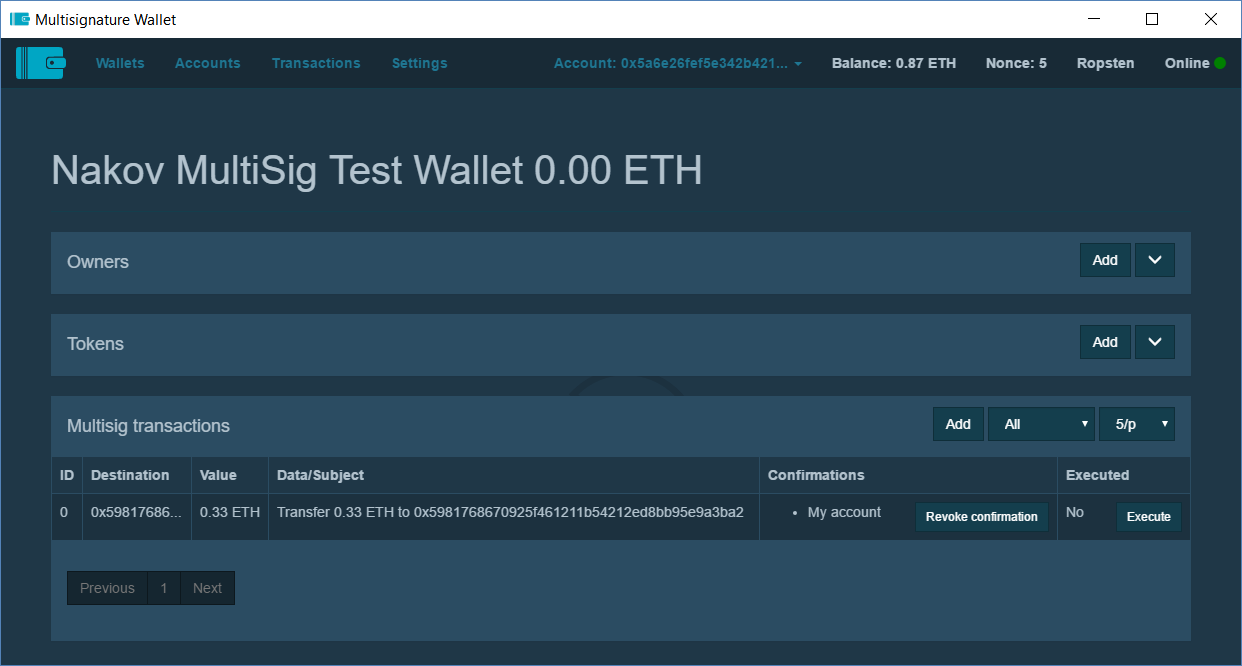 Multisignature Wallet
Wallets Accounts Transactions Settings Account: 0x5a6e26fef5e342b421... Balance: 0.87 ETH Nonce: 5 Ropsten Online
Nakov MultiSig Test Wallet 0.00 ETH
Owners Add
Tokens Add
Multisig transactions Add All 5/p
ID Destination Value Data/Subject Confirmations Executed
0 0x59817686... 0.33 ETH Transfer 0.33 ETH to 0x5981768670925f461211b54212ed8bb95e9a3ba2 • My account Revoke confirmation No Execute
Previous 1 Next